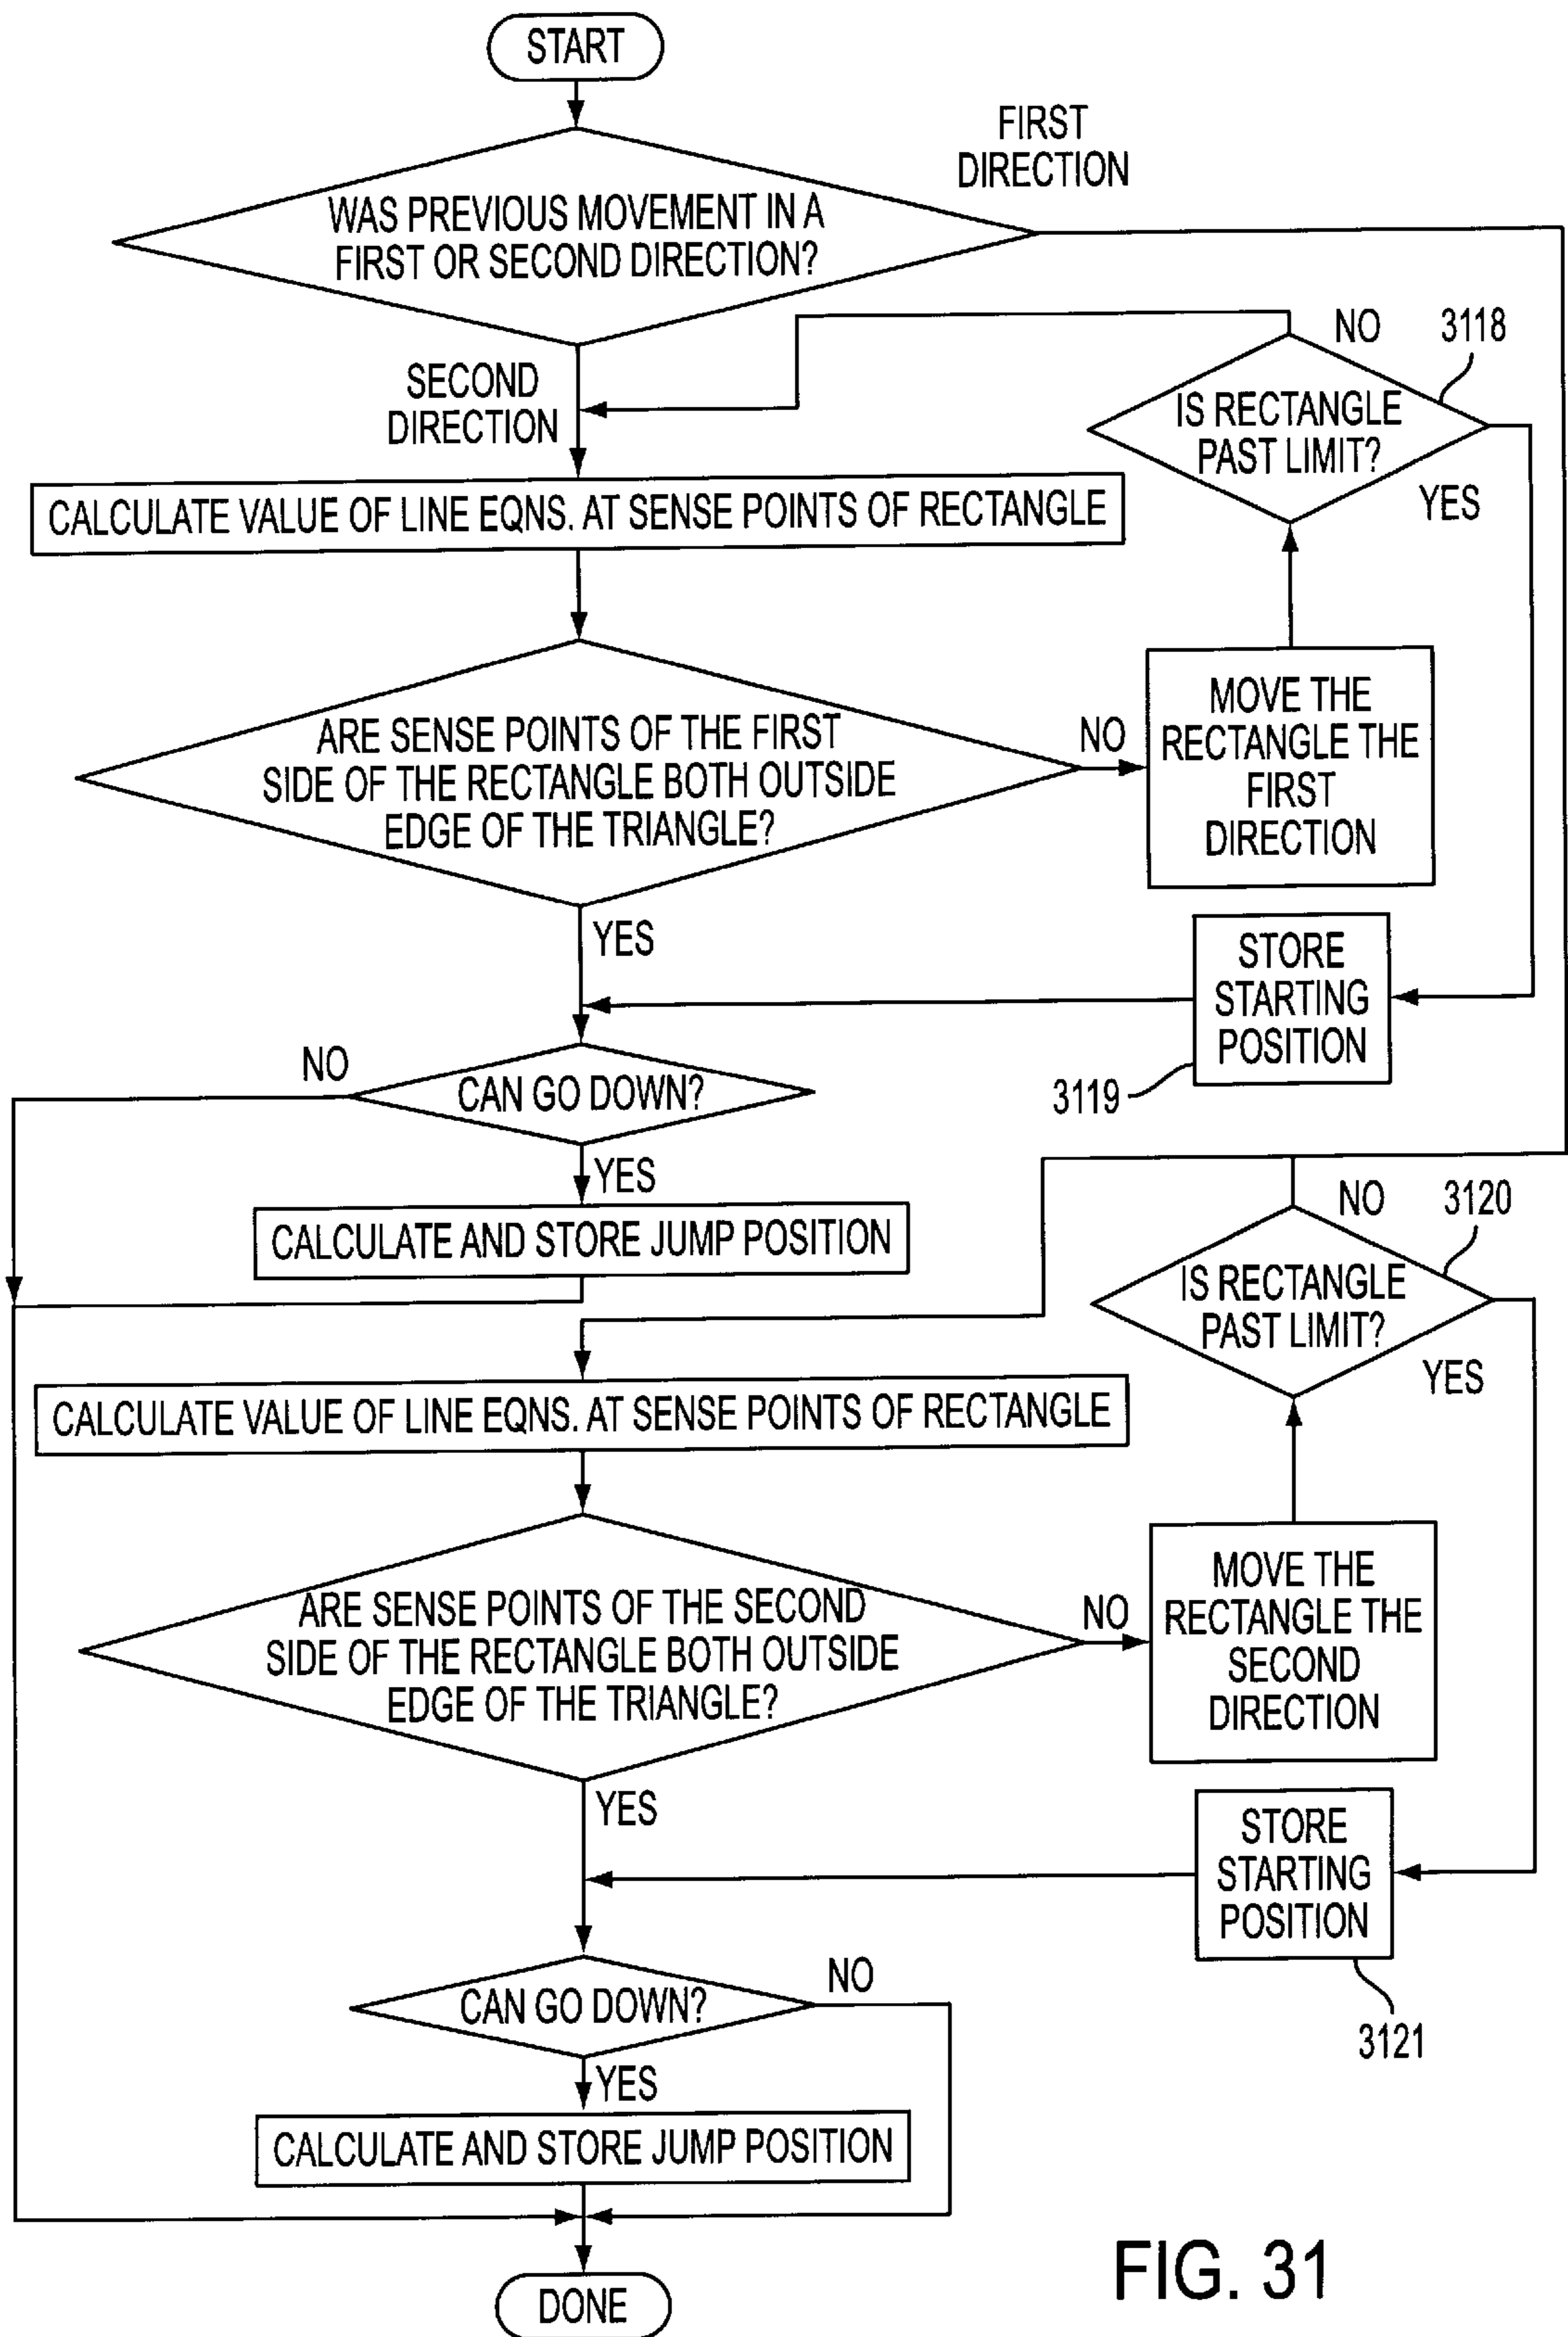 START
FIRST
DIRECTION
WAS PREVIOUS MOVEMENT IN A
FIRST OR SECOND DIRECTION?
NO
3118
SECOND
DIRECTION
IS RECTANGLE
PAST LIMIT?
YES
CALCULATE VALUE OF LINE EQNS. AT SENSE POINTS OF RECTANGLE
ARE SENSE POINTS OF THE FIRST
SIDE OF THE RECTANGLE BOTH OUTSIDE
EDGE OF THE TRIANGLE?
NO
MOVE THE
RECTANGLE THE
FIRST
DIRECTION
YES
STORE
STARTING
POSITION
3119
NO
CAN GO DOWN?
YES
CALCULATE AND STORE JUMP POSITION
NO
3120
IS RECTANGLE
PAST LIMIT?
YES
CALCULATE VALUE OF LINE EQNS. AT SENSE POINTS OF RECTANGLE
ARE SENSE POINTS OF THE SECOND
SIDE OF THE RECTANGLE BOTH OUTSIDE
EDGE OF THE TRIANGLE?
NO
MOVE THE
RECTANGLE THE
SECOND
DIRECTION
YES
STORE
STARTING
POSITION
3121
CAN GO DOWN?
NO
YES
CALCULATE AND STORE JUMP POSITION
DONE
FIG. 31